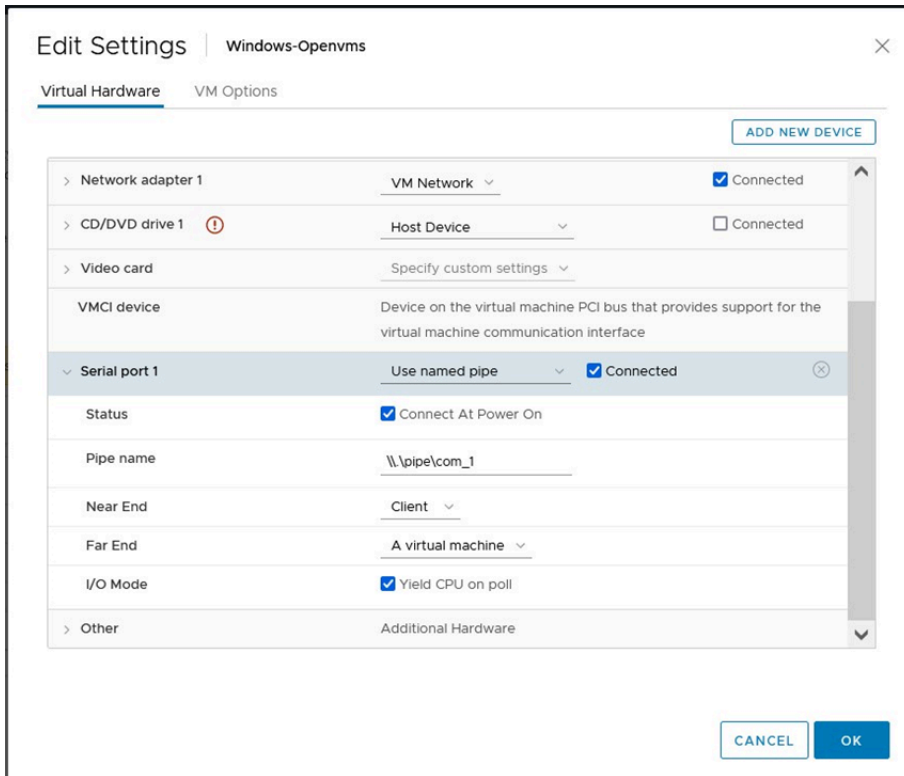 Edit Settings
Windows-Openvms
Virtual Hardware
VM Options
ADD NEW DEVICE
Network adapter 1
VM Network
Connected
CD/DVD drive 1
Host Device
Connected
Video card
Specify custom settings
VMCI device
Device on the virtual machine PCI bus that provides support for the
virtual machine communication interface
Serial port 1
Use named pipe
Connected
Status
Connect At Power On
Pipe name
\\.\pipe\com_1
Near End
Client
Far End
A virtual machine
I/O Mode
Yield CPU on poll
Other
Additional Hardware
CANCEL
OK